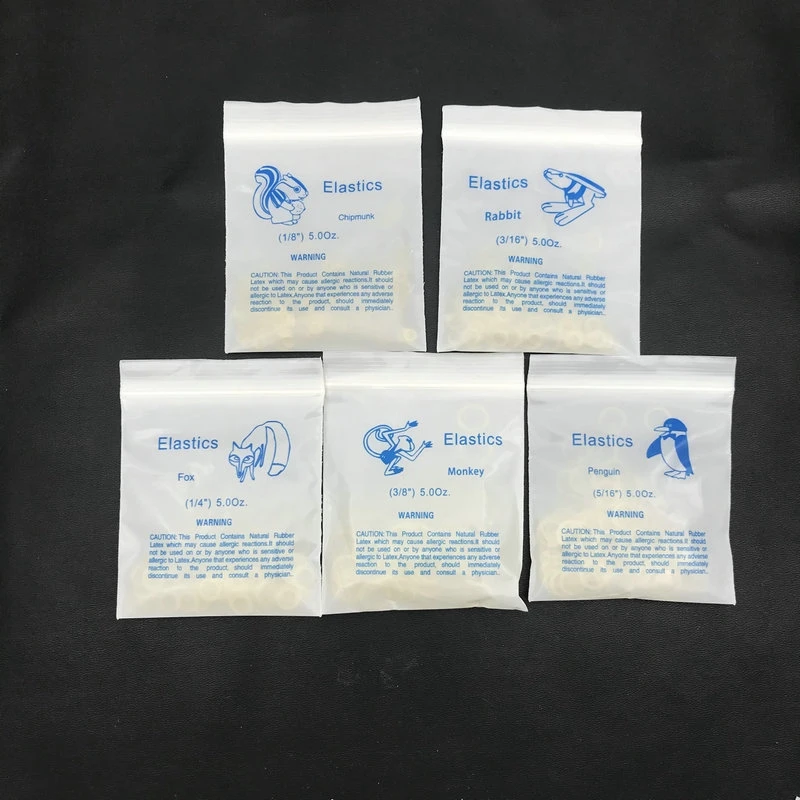 Elastics
Chipmunk
(1/8") 5.0Oz.
WARNING
CAUTION: This Product Contains Natural Rubber
Latex which may cause allergic reactions.It should
not be used on or by anyone who is sensitive or
allergic to Latex.Anyone that experiences any adverse
reaction to the product, should immediately
discontinue its use and consult a physician..
Elastics
Rabbit
(3/16") 5.0Oz.
WARNING
CAUTION: This Product Contains Natural Rubber
Latex which may cause allergic reactions.It should
not be used on or by anyone who is sensitive or
allergic to Latex.Anyone that experiences any adverse
reaction to the product, should immediately
discontinue its use and consult a physician..
Elastics
Fox
(1/4") 5.0Oz.
WARNING
CAUTION: This Product Contains Natural Rubber
Latex which may cause allergic reactions.It should
not be used on or by anyone who is sensitive or
allergic to Latex.Anyone that experiences any adverse
reaction to the product, should immediately
discontinue its use and consult a physician..
Elastics
Monkey
(3/8") 5.0Oz.
WARNING
CAUTION: This Product Contains Natural Rubber
Latex which may cause allergic reactions.It should
not be used on or by anyone who is sensitive or
allergic to Latex.Anyone that experiences any adverse
reaction to the product, should immediately
discontinue its use and consult a physician..
Elastics
Penguin
(5/16") 5.0Oz.
WARNING
CAUTION: This Product Contains Natural Rubber
Latex which may cause allergic reactions.It should
not be used on or by anyone who is sensitive or
allergic to Latex.Anyone that experiences any adverse
reaction to the product, should immediately
discontinue its use and consult a physician..